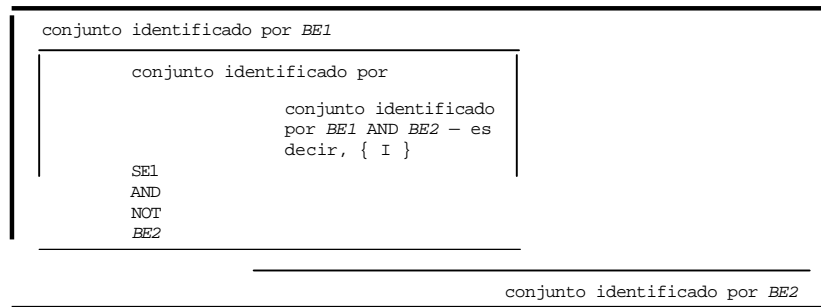 conjunto identificado por BE1
conjunto identificado por
conjunto identificado
por BE1 AND BE2 — es
decir, { I }
SE1
AND
NOT
BE2
conjunto identificado por BE2